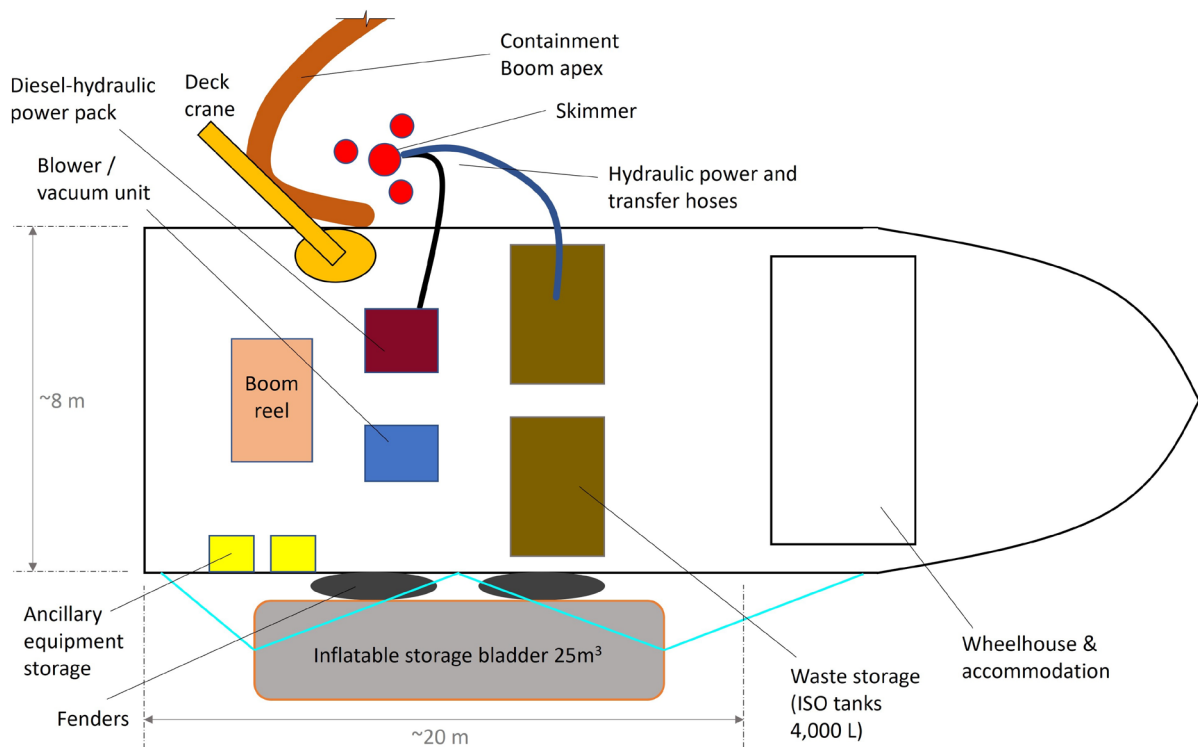 Containment
Boom apex
Diesel-hydraulic
power pack
Deck
crane
Skimmer
Blower /
vacuum unit
Hydraulic power and
transfer hoses
~8 m
Boom
reel
Ancillary
equipment
storage
Inflatable storage bladder 25m³
Wheelhouse &
accommodation
Waste storage
(ISO tanks
4,000 L)
Fenders
~20 m